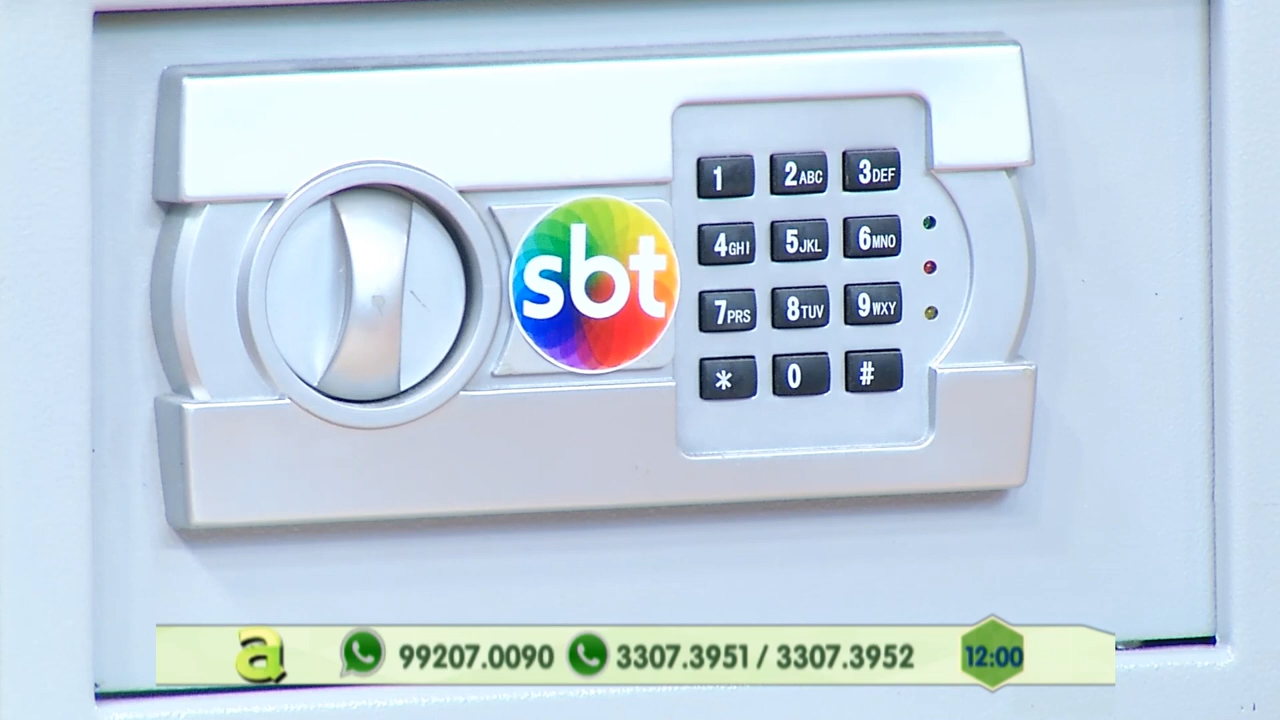 1 2ABC 3DEF
sbt
4GHI 5JKL 6MNO
7PRS 8TUV 9WXY
* 0 #
a 99207.0090 3307.3951 / 3307.3952 12:00